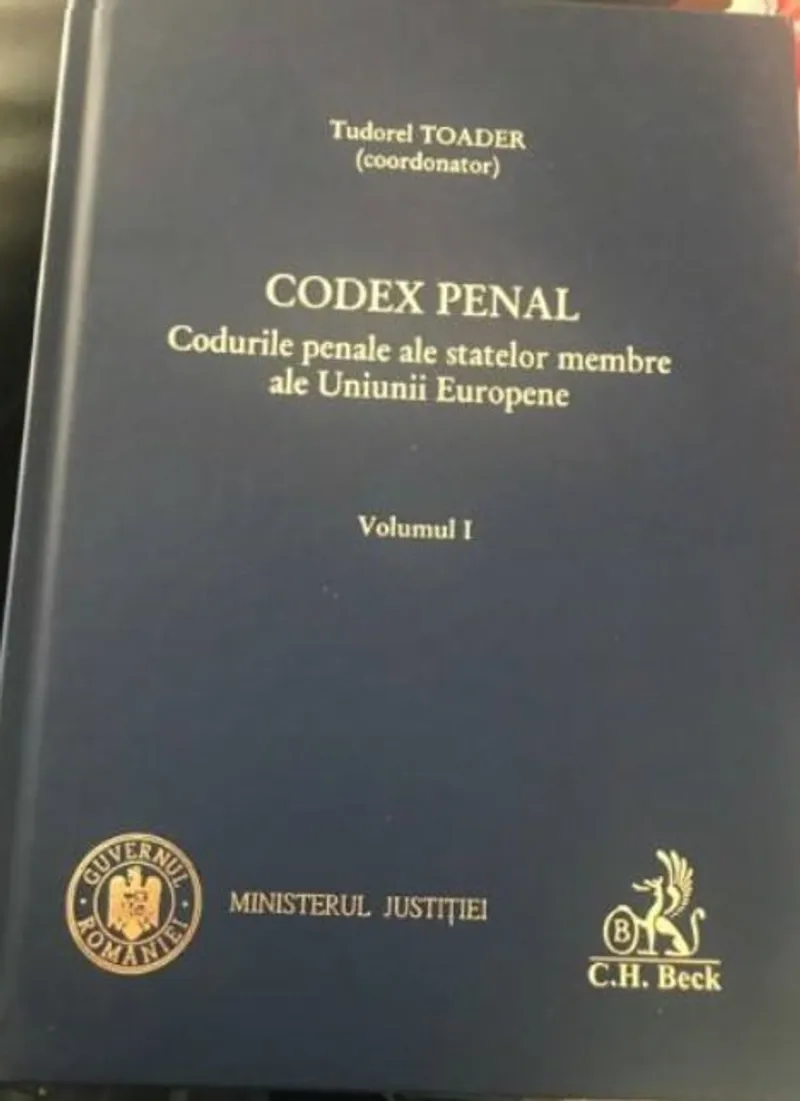 Tudorel TOADER
(coordonator)
CODEX PENAL
Codurile penale ale statelor membre
ale Uniunii Europene
Volumul I
GUVERNUL
ROMÂNIEI
MINISTERUL JUSTIȚIEI
B
C.H. Beck